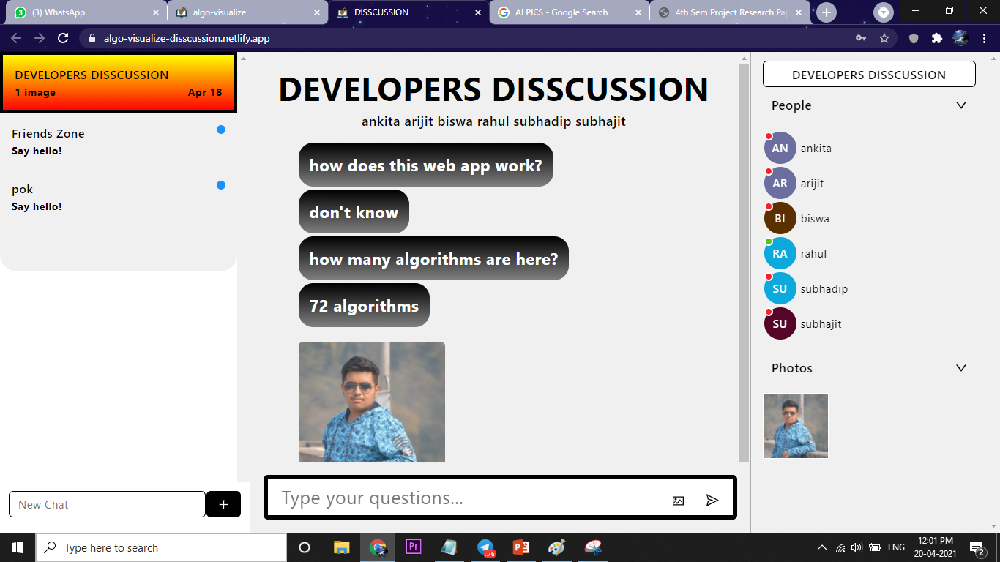 (3) WhatsApp
algo-visualize
DISSCUSSION
AI PICS - Google Search
4th Sem Project Research Pap
algo-visualize-disscussion.netlify.app
DEVELOPERS DISSCUSSION
1 image
Apr 18
Friends Zone
Say hello!
pok
Say hello!
New Chat
+
DEVELOPERS DISSCUSSION
ankita arijit biswa rahul subhadip subhajit
how does this web app work?
don't know
how many algorithms are here?
72 algorithms
Type your questions...
DEVELOPERS DISSCUSSION
People
AN ankita
AR arijit
BI biswa
RA rahul
SU subhadip
SU subhajit
Photos
Type here to search
Pr
.76
ENG
12:01 PM
20-04-2021
2